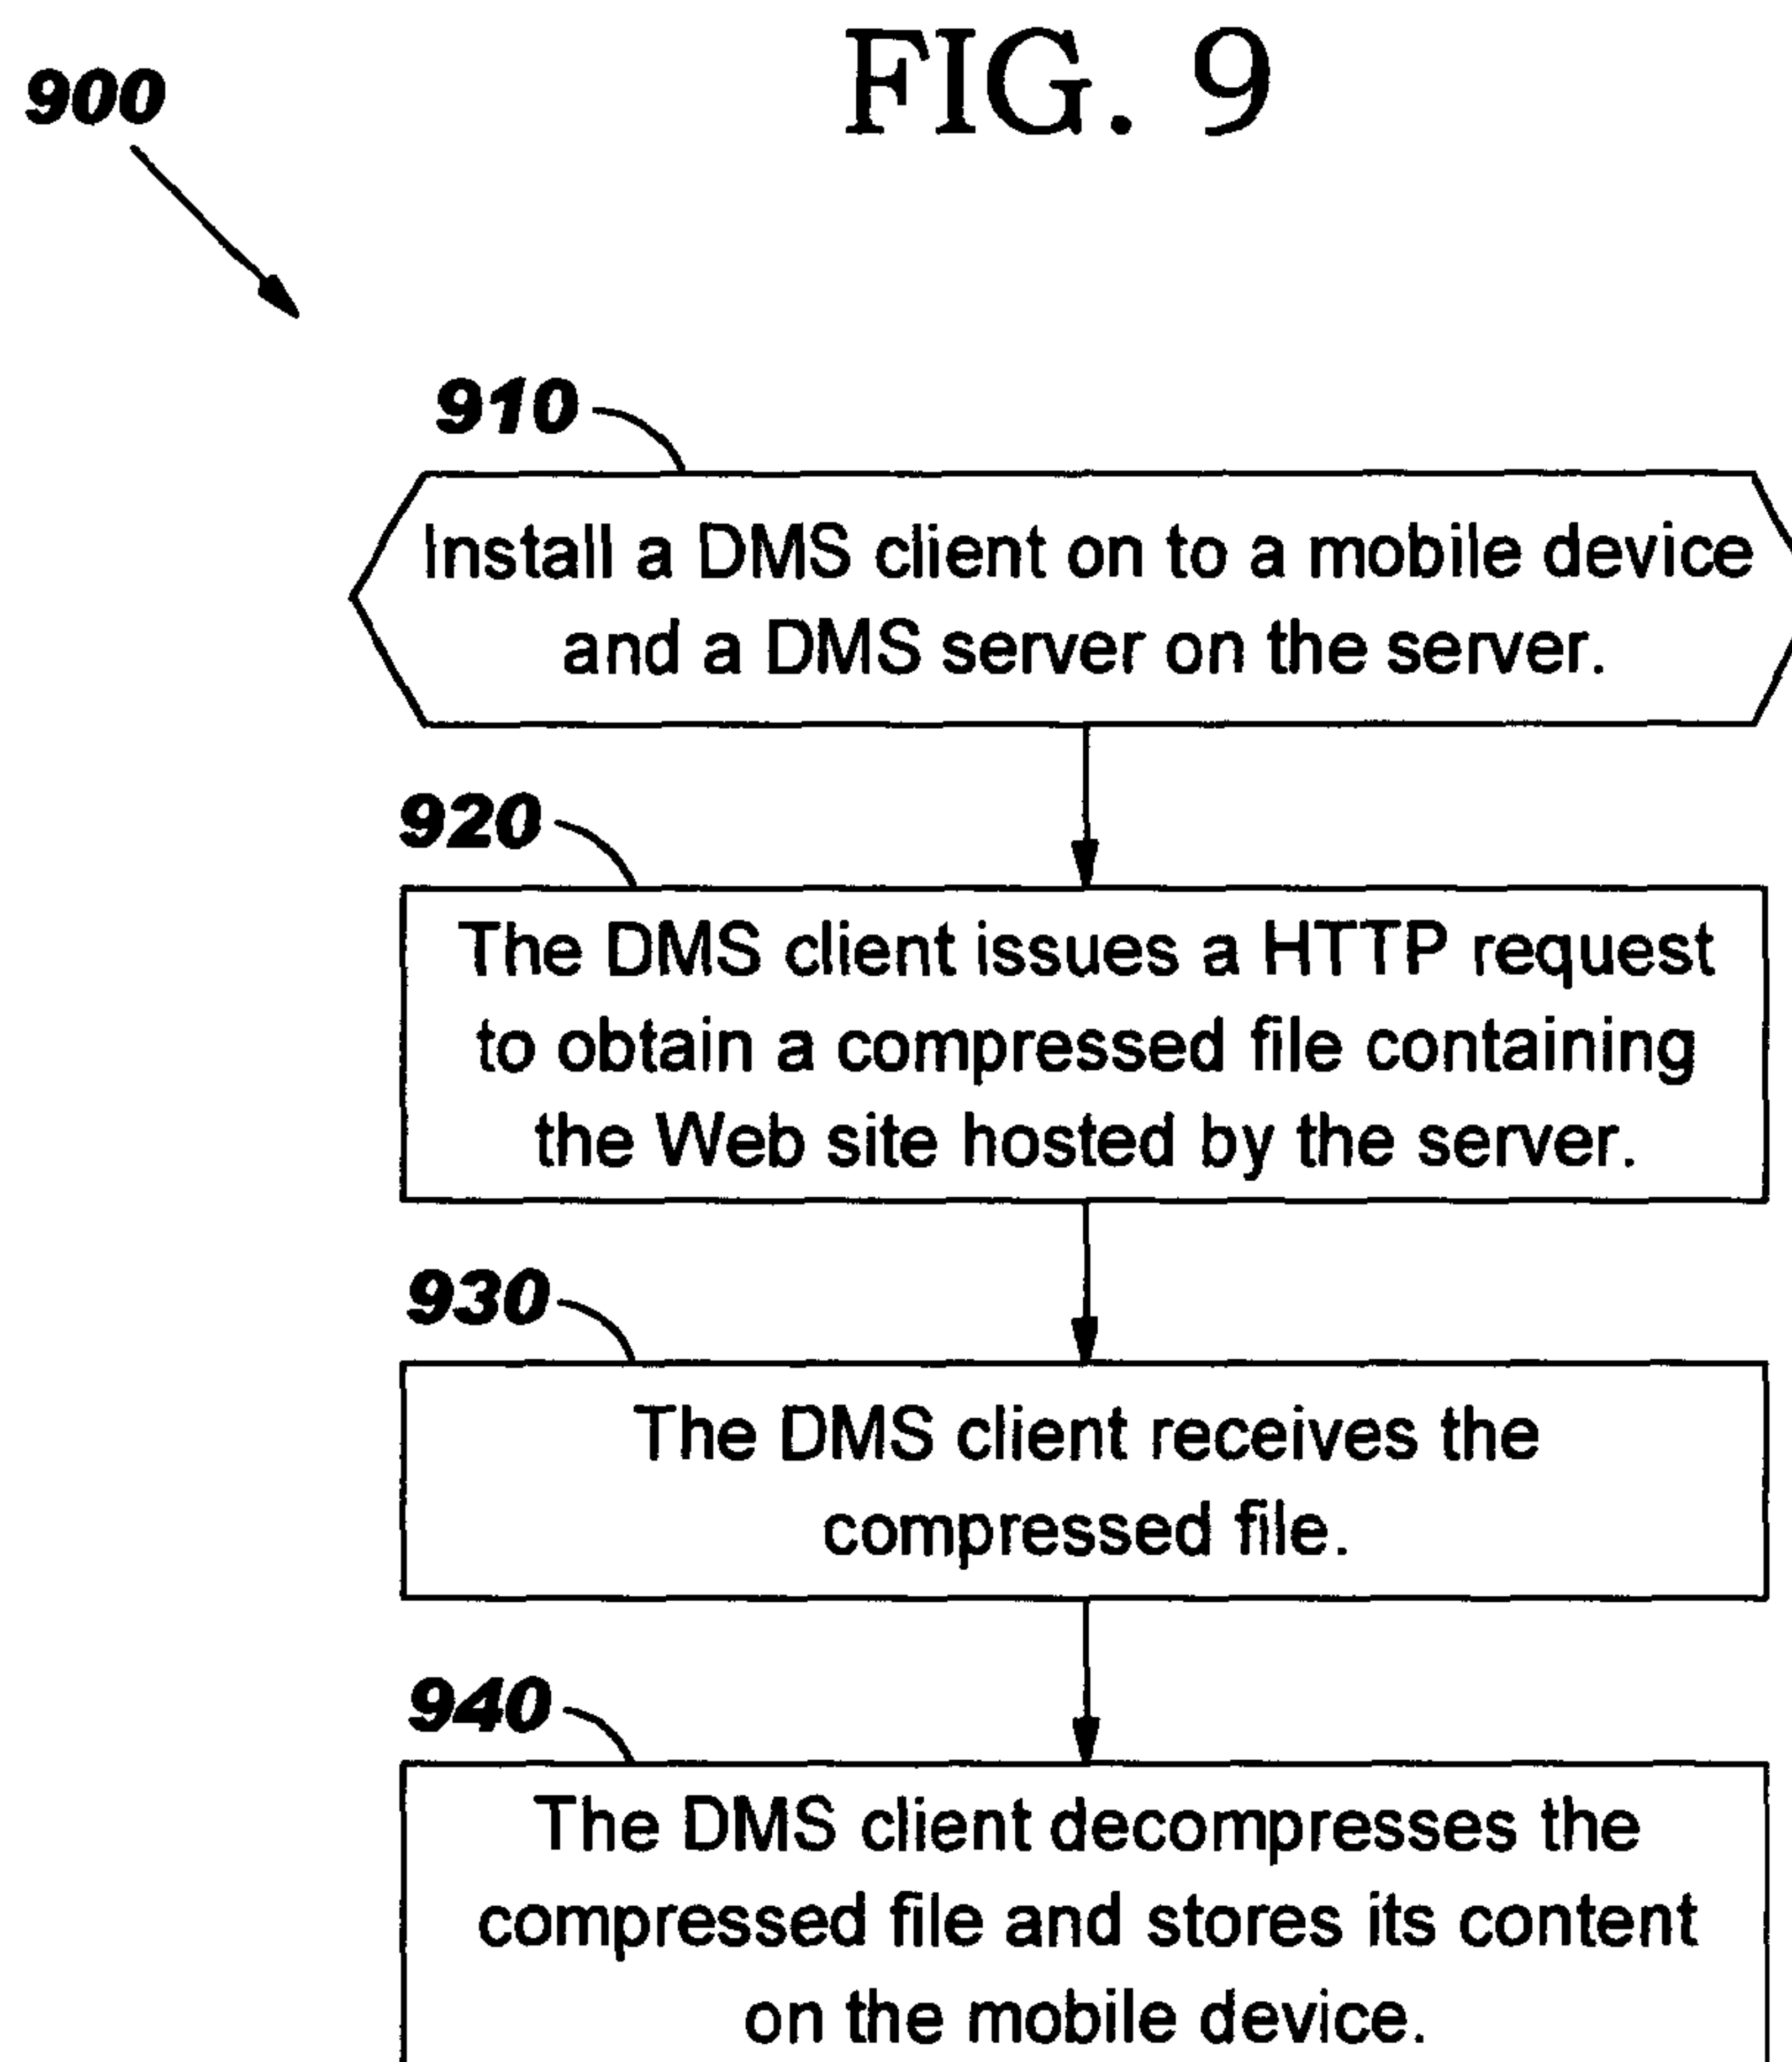 FIG. 9
900
910
Install a DMS client on to a mobile device
and a DMS server on the server.
920
The DMS client issues a HTTP request
to obtain a compressed file containing
the Web site hosted by the server.
930
The DMS client receives the
compressed file.
940
The DMS client decompresses the
compressed file and stores its content
on the mobile device.